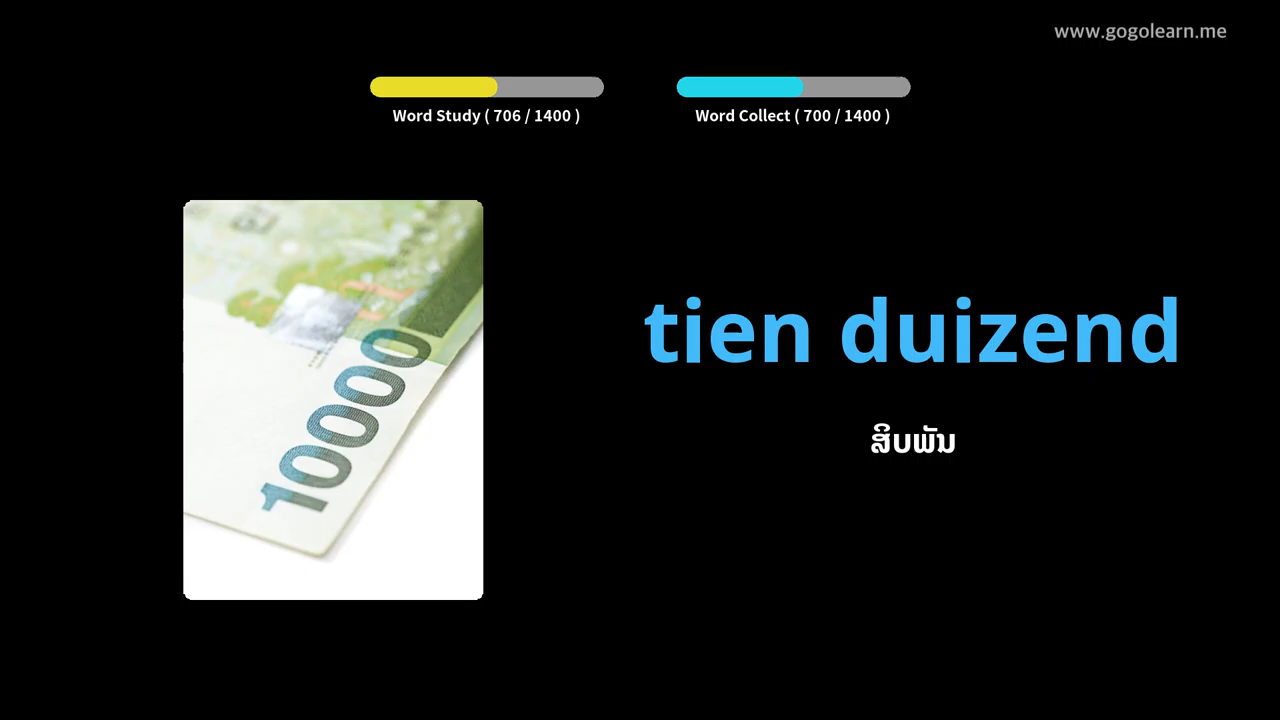 www.gogolearn.me
Word Study ( 706 / 1400 )
Word Collect ( 700 / 1400 )
10000
tien duizend
ສິບພັນ